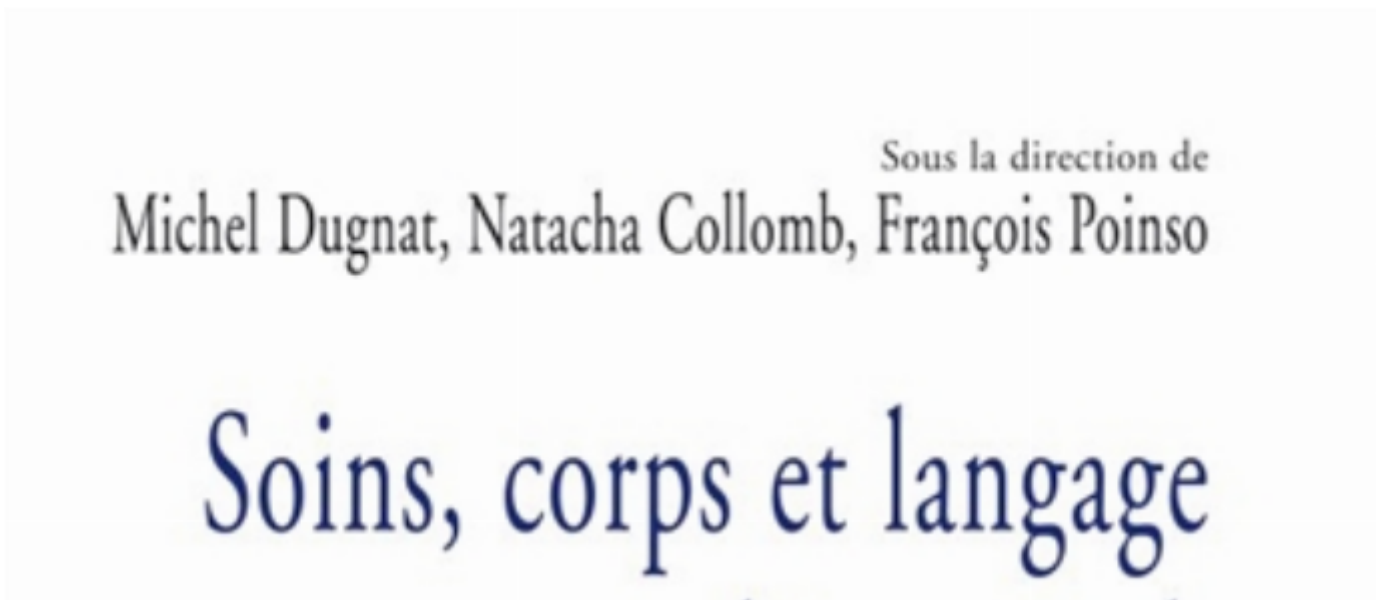 Sous la direction de
Michel Dugnat, Natacha Collomb, François Poinso
Soins, corps et langage